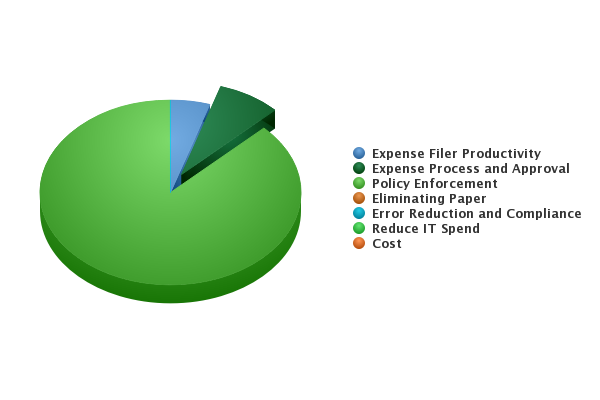 Expense Filer Productivity
Expense Process and Approval
Policy Enforcement
Eliminating Paper
Error Reduction and Compliance
Reduce IT Spend
Cost